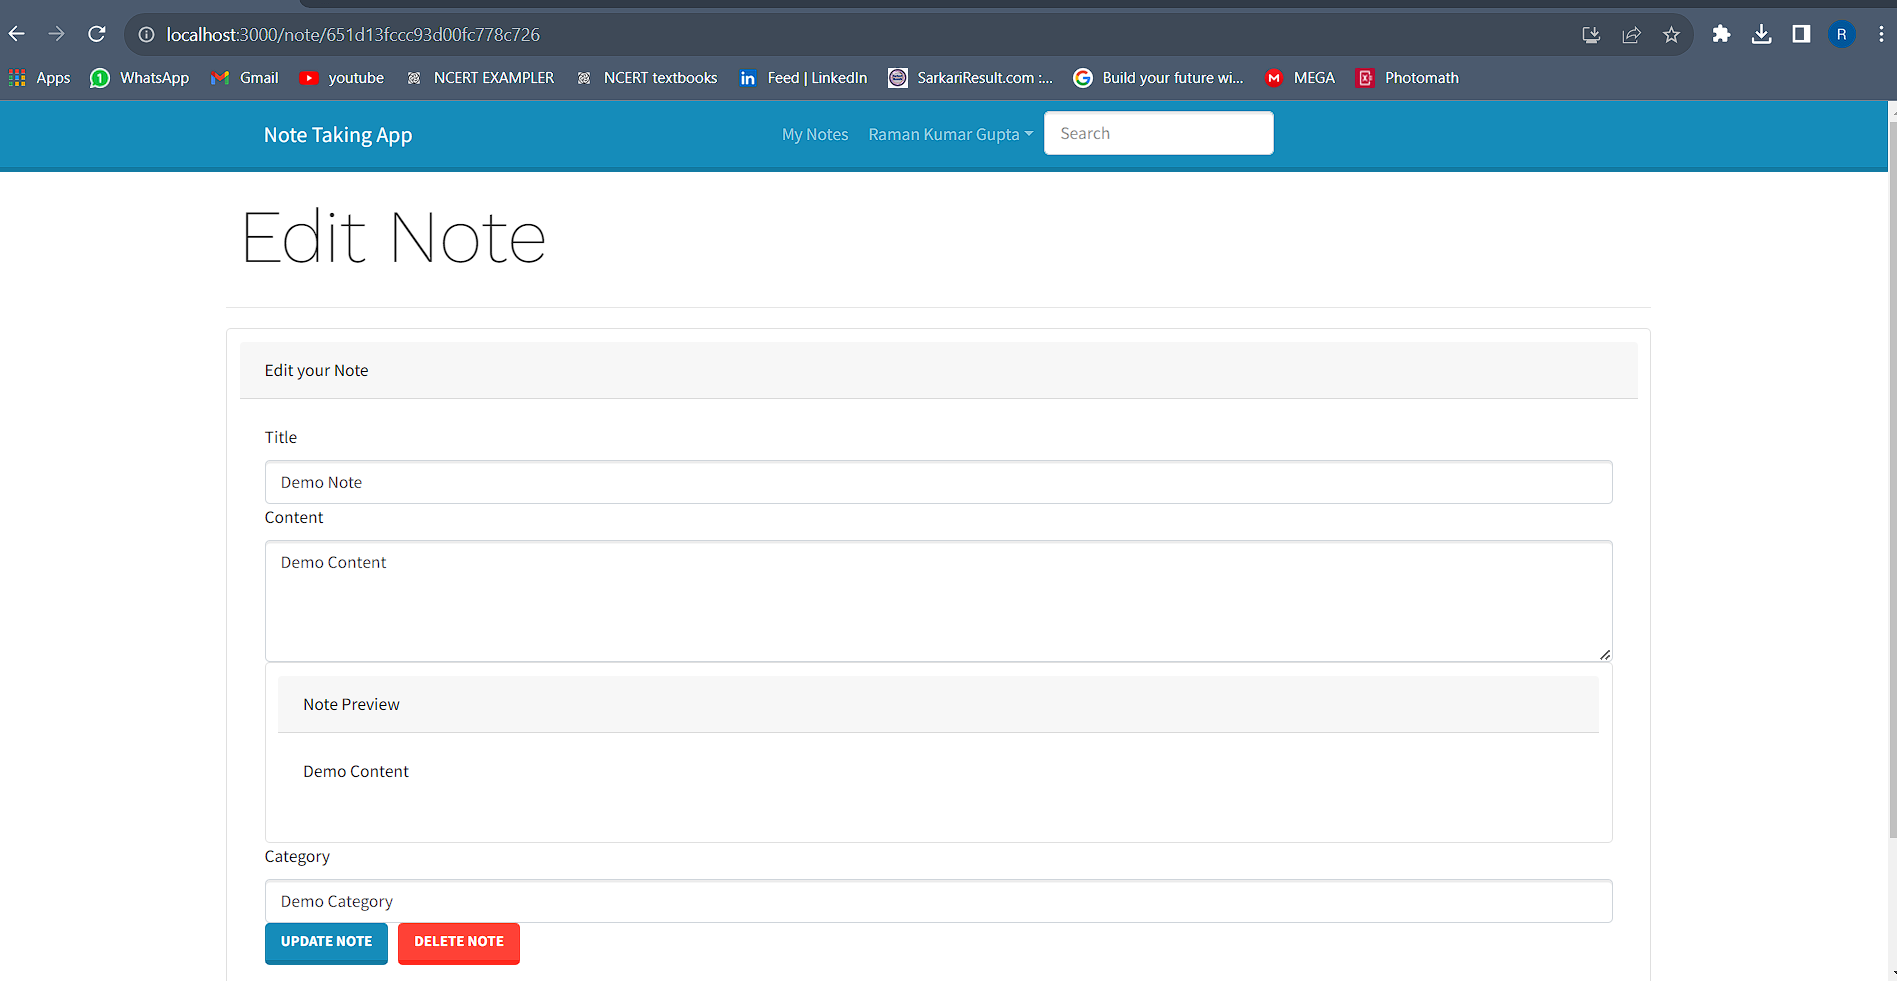 localhost:3000/note/651d13fccc93d00fc778c726
R
Apps WhatsApp Gmail youtube NCERT EXAMPLER NCERT textbooks Feed | LinkedIn SarkariResult.com :... Build your future wi... MEGA Photomath
Note Taking App My Notes Raman Kumar Gupta Search
Edit Note
Edit your Note
Title
Demo Note
Content
Demo Content
Note Preview
Demo Content
Category
Demo Category
UPDATE NOTE DELETE NOTE